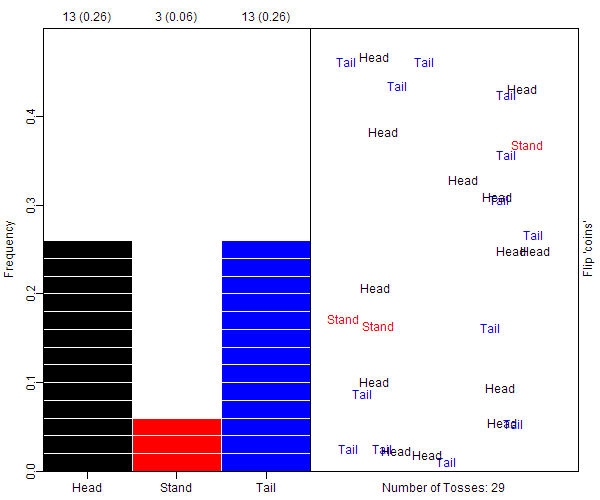 13 (0.26) 3 (0.06) 13 (0.26)
Frequency
0.4
0.3
0.2
0.1
0.0
Head Stand Tail
Tail Head Tail
Tail
Head
Tail
Head
Stand
Tail
Head
Head
Tail
Tail
Head Head
Head
Stand
Stand
Tail
Head
Tail
Head
Head
Tail
Tail
Tail
Head
Head
Tail
Flip 'coins'
Number of Tosses: 29